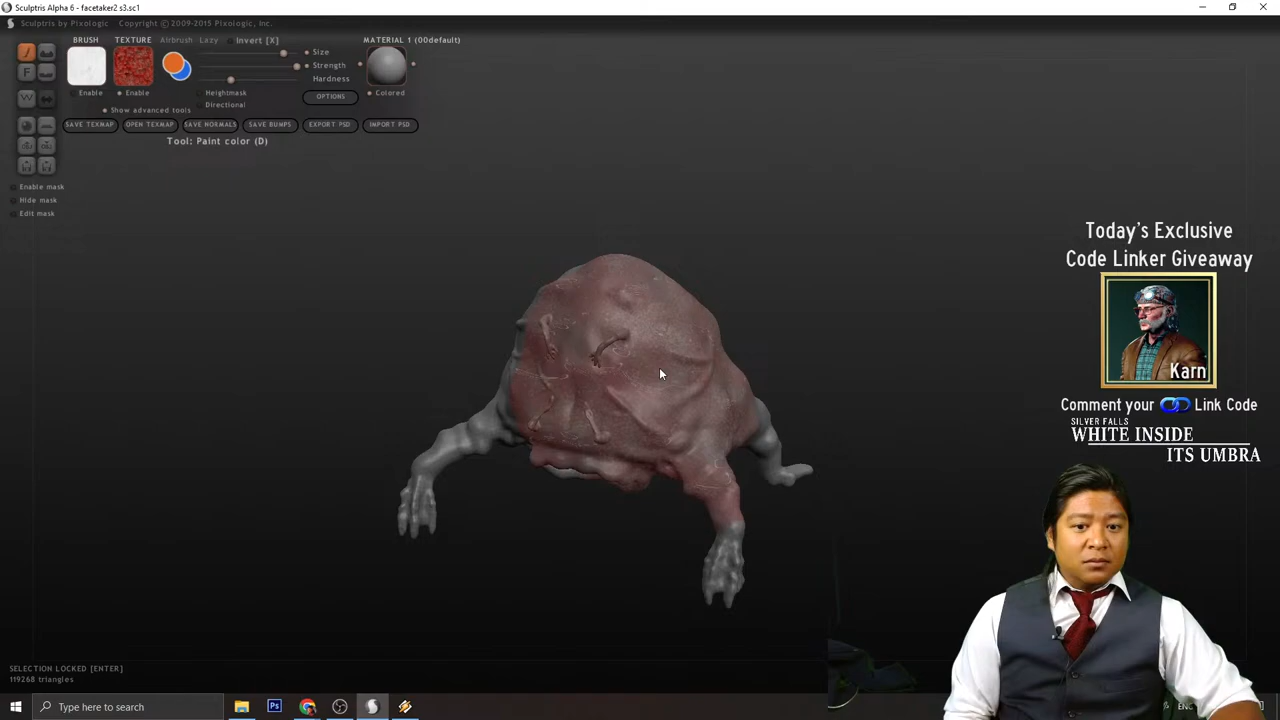 Sculptris Alpha 6 - facetaker2 s3.sc1
Sculptris by Pixologic Copyright © 2009-2015 Pixologic, Inc.
BRUSH TEXTURE Airbrush Lazy Invert [X] MATERIAL 1 (00default)
Size
Strength
Hardness
Enable Enable Heightmask OPTIONS Colored
Directional
Show advanced tools
SAVE TEXMAP OPEN TEXMAP SAVE NORMALS SAVE BUMPS EXPORT PSD IMPORT PSD
Tool: Paint color (D)
Enable mask
Hide mask
Edit mask
Today's Exclusive
Code Linker Giveaway
Karn
Comment your Link Code
SILVER FALLS
WHITE INSIDE
ITS UMBRA
SELECTION LOCKED [ENTER]
119268 triangles
Type here to search
ENG